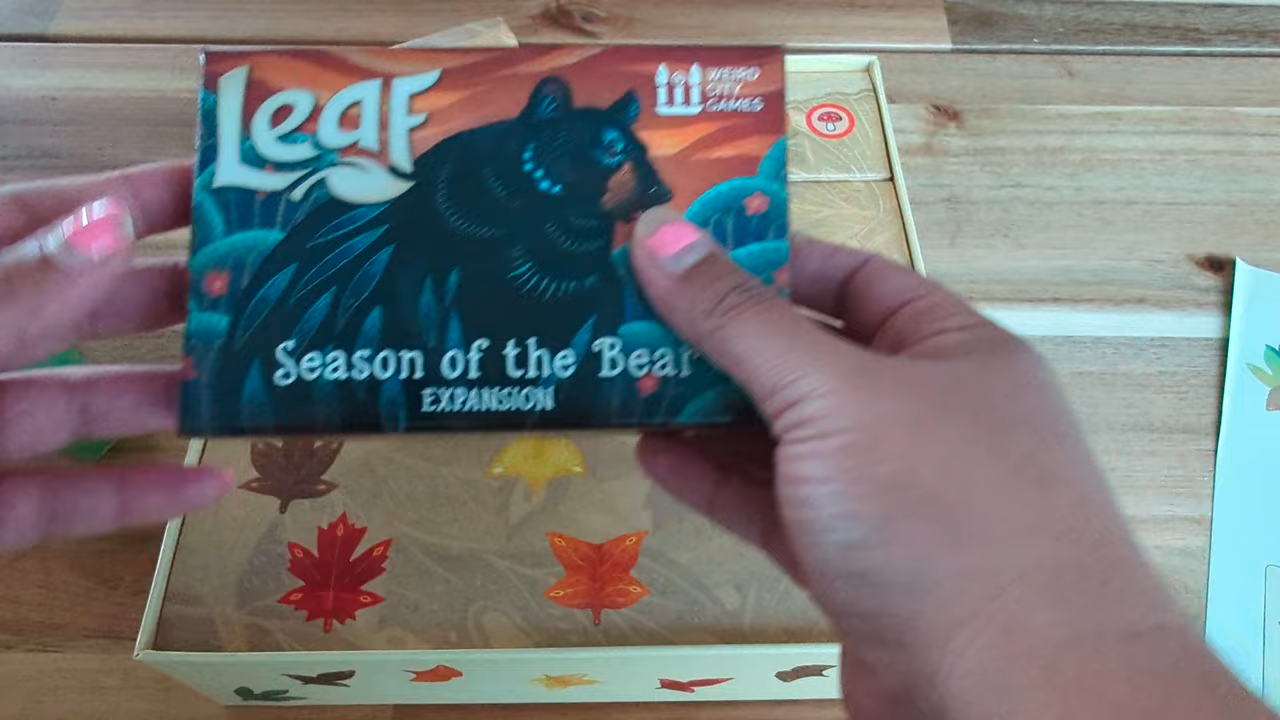 Leaf
WEIRD
CITY
GAMES
Season of the Bear
EXPANSION